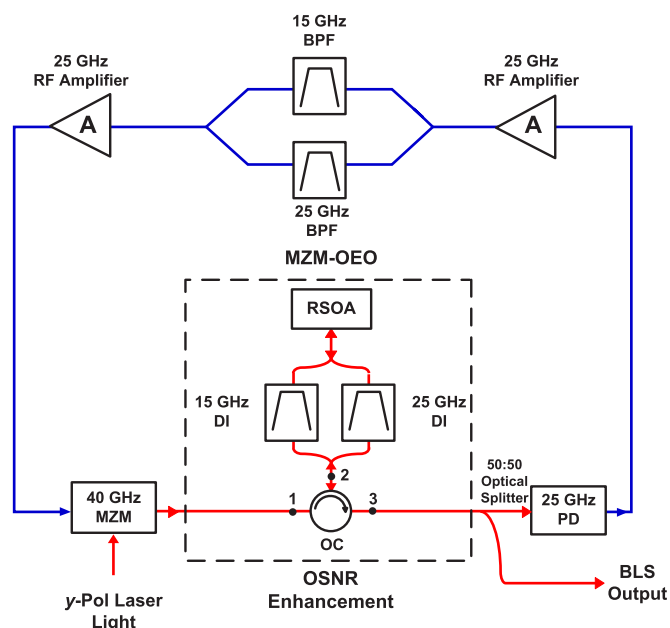 15 GHz
BPF
25 GHz
RF Amplifier
25 GHz
RF Amplifier
A
A
25 GHz
BPF
MZM-OEO
RSOA
15 GHz
DI
25 GHz
DI
2
50:50
Optical
Splitter
40 GHz
MZM
1
3
25 GHz
PD
OC
OSNR
Enhancement
y-Pol Laser
Light
BLS
Output